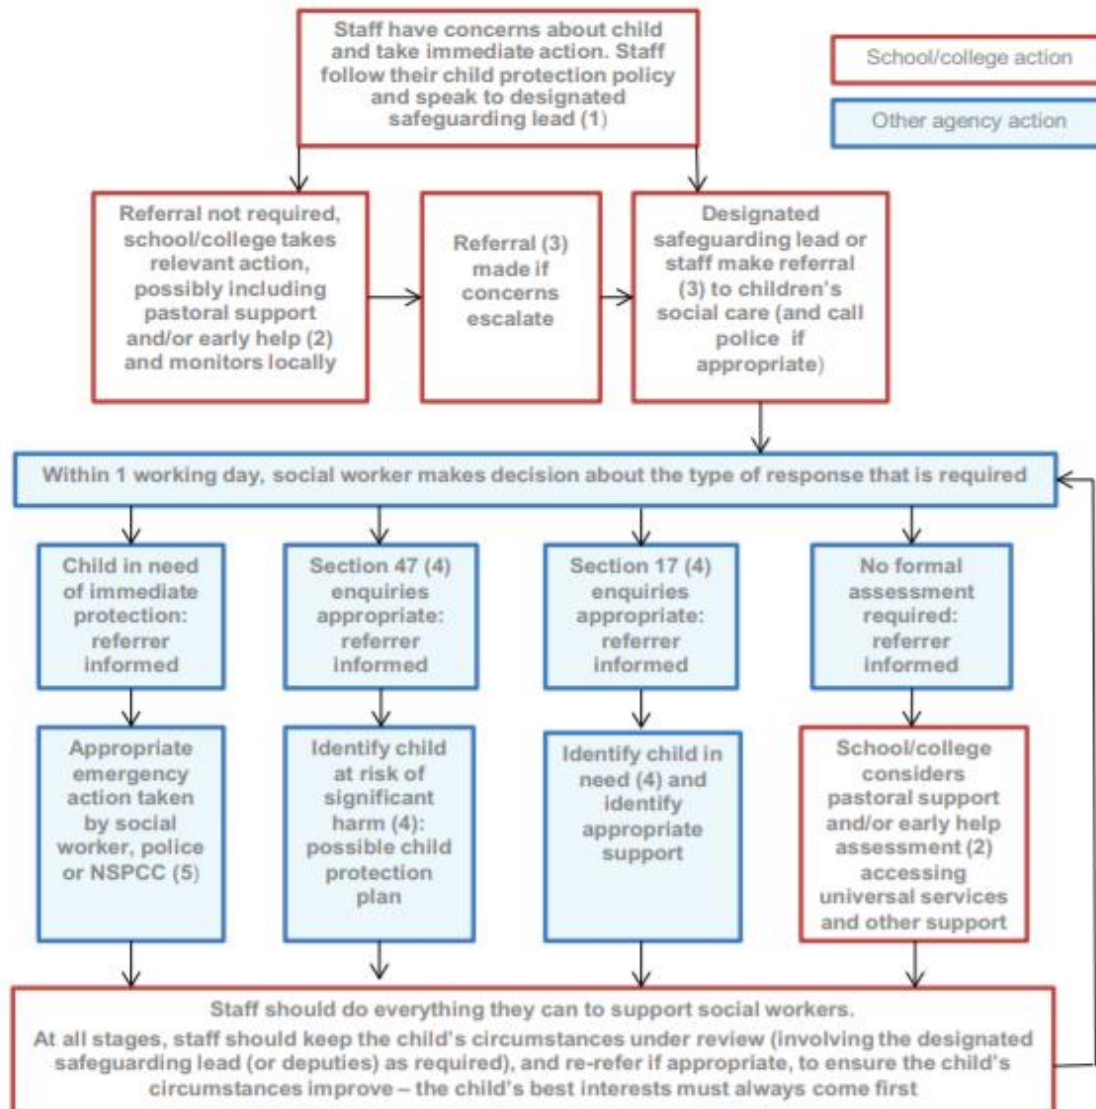 Staff have concerns about child
and take immediate action. Staff
follow their child protection policy
and speak to designated
safeguarding lead (1)
School/college action
Other agency action
Referral not required,
school/college takes
relevant action,
possibly including
pastoral support
and/or early help (2)
and monitors locally
Referral (3)
made if
concerns
escalate
Designated
safeguarding lead or
staff make referral
(3) to children's
social care (and call
police if
appropriate)
Within 1 working day, social worker makes decision about the type of response that is required
Child in need
of immediate
protection:
referrer
informed
Section 47 (4)
enquiries
appropriate:
referrer
informed
Section 17 (4)
enquiries
appropriate:
referrer
informed
No formal
assessment
required:
referrer
informed
Appropriate
emergency
action taken
by social
worker, police
or NSPCC (5)
Identify child
at risk of
significant
harm (4):
possible child
protection
plan
Identify child in
need (4) and
identify
appropriate
support
School/college
considers
pastoral support
and/or early help
assessment (2)
accessing
universal services
and other support
Staff should do everything they can to support social workers.
At all stages, staff should keep the child's circumstances under review (involving the designated
safeguarding lead (or deputies) as required), and re-refer if appropriate, to ensure the child's
circumstances improve – the child's best interests must always come first